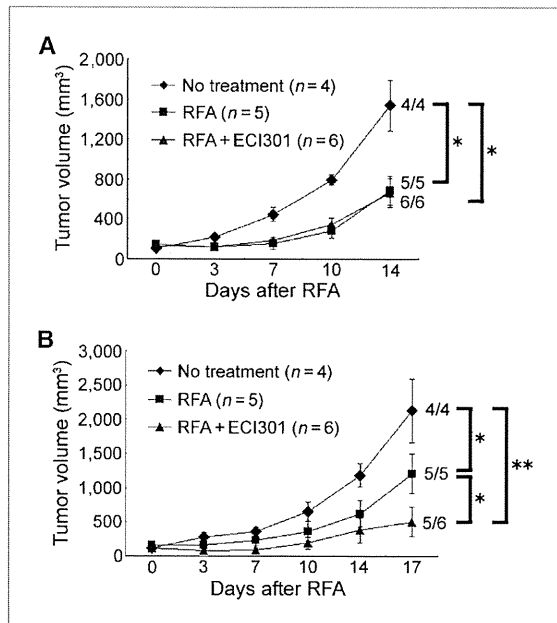 A
Tumor volume (mm³)
2,000
1,600
1,200
800
400
0
No treatment (n = 4)
RFA (n = 5)
RFA + ECI301 (n = 6)
4/4
5/5
6/6
*
*
0 3 7 10 14
Days after RFA
B
Tumor volume (mm³)
3,000
2,500
2,000
1,500
1,000
500
0
No treatment (n = 4)
RFA (n = 5)
RFA + ECI301 (n = 6)
4/4
5/5
5/6
*
*
**
0 3 7 10 14 17
Days after RFA